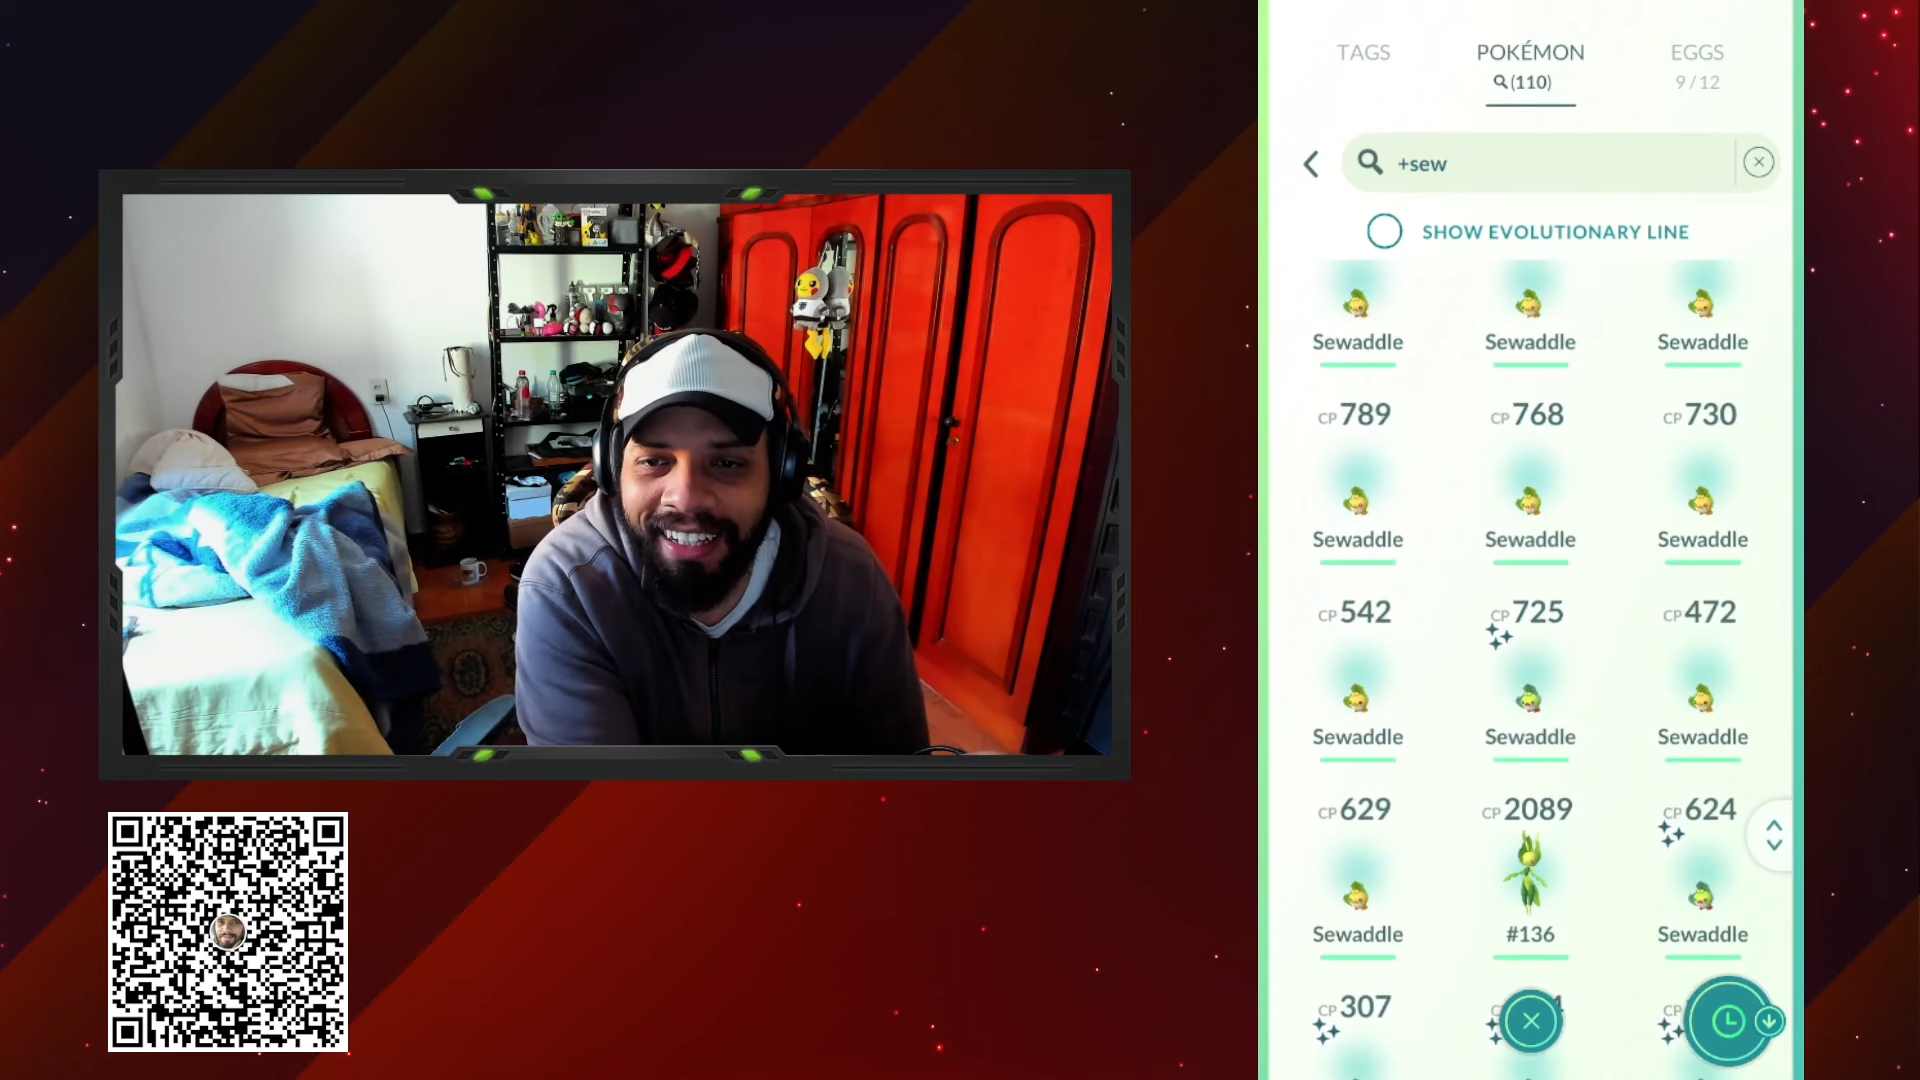 TAGS POKÉMON EGGS
(110) 9 / 12
+sew
SHOW EVOLUTIONARY LINE
Sewaddle Sewaddle Sewaddle
CP789 CP768 CP730
Sewaddle Sewaddle Sewaddle
CP542 CP725 CP472
Sewaddle Sewaddle Sewaddle
CP629 CP2089 CP624
Sewaddle #136 Sewaddle
CP307 CP